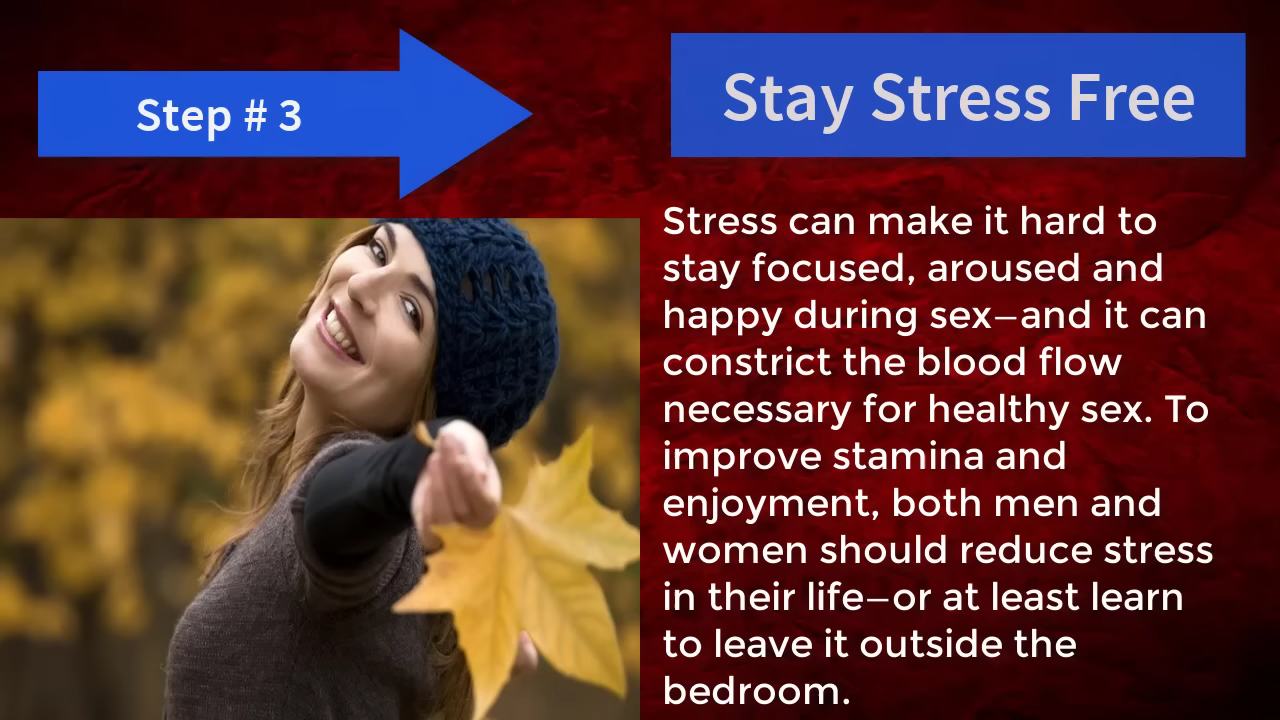 Step # 3
Stay Stress Free
Stress can make it hard to
stay focused, aroused and
happy during sex—and it can
constrict the blood flow
necessary for healthy sex. To
improve stamina and
enjoyment, both men and
women should reduce stress
in their life—or at least learn
to leave it outside the
bedroom.